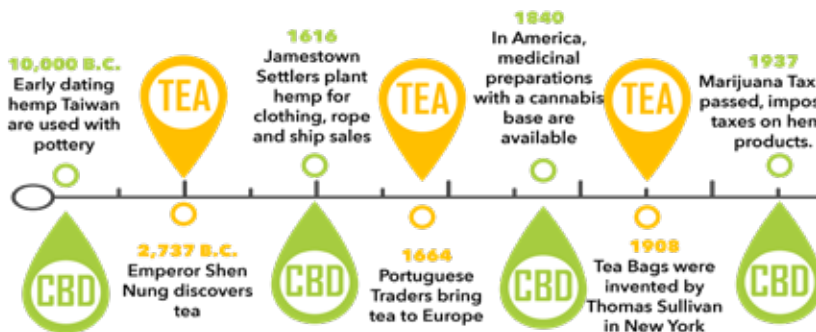 10,000 B.C.
Early dating
hemp Taiwan
are used with
pottery
TEA
1616
Jamestown
Settlers plant
hemp for
clothing, rope
and ship sales
TEA
1840
In America,
medicinal
preparations
with a cannabis
base are
available
TEA
1937
Marijuana Tax
passed, impos
taxes on hem
products.
CBD
2,737 B.C.
Emperor Shen
Nung discovers
tea
CBD
1664
Portuguese
Traders bring
tea to Europe
CBD
1908
Tea Bags were
invented by
Thomas Sullivan
in New York
CBD